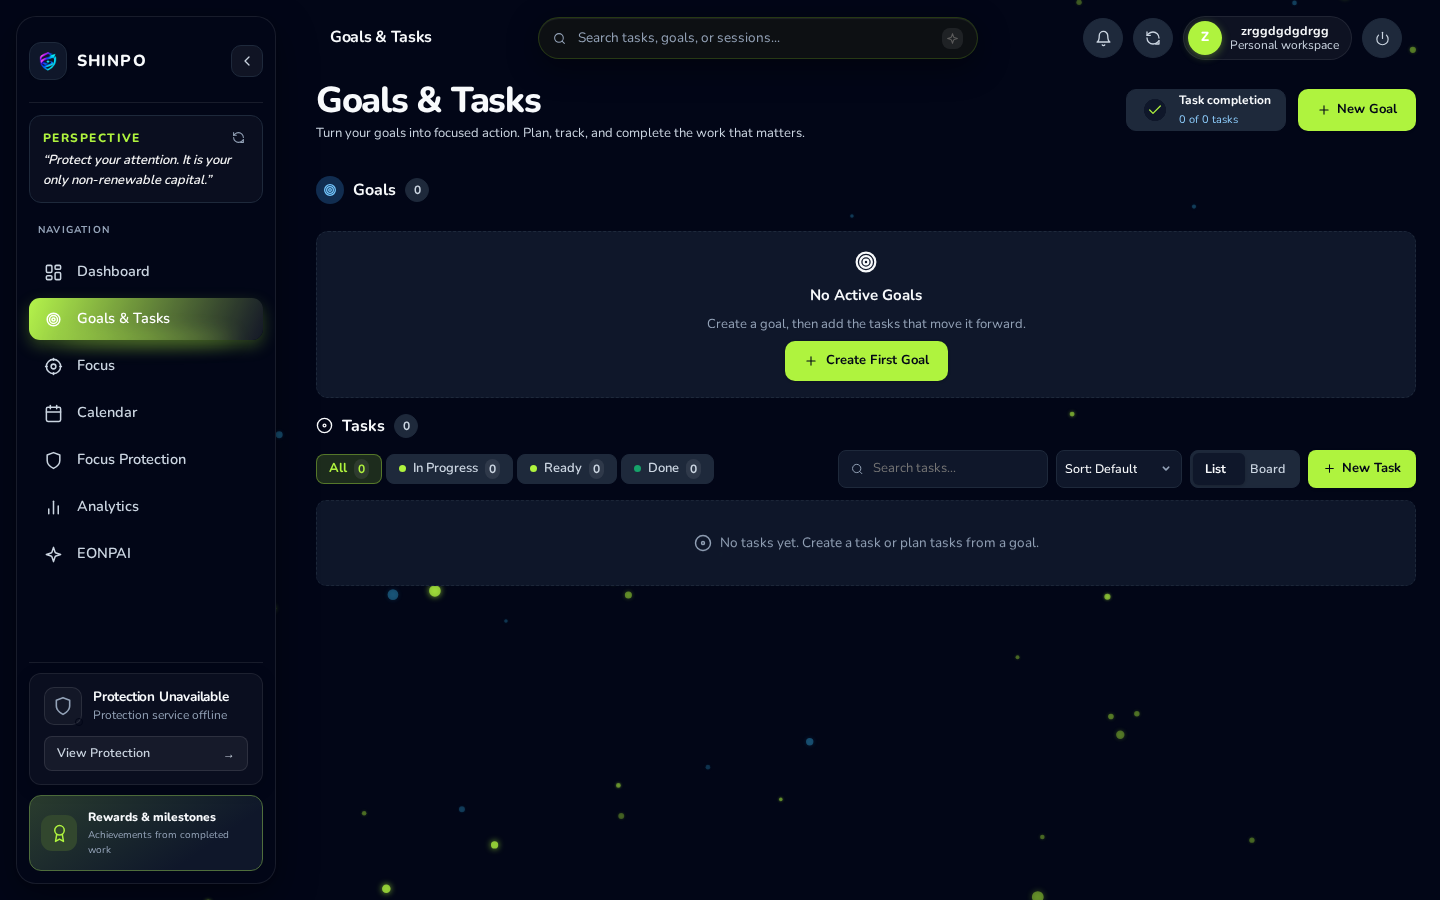 SHINPO
PERSPECTIVE
“Protect your attention. It is your
only non-renewable capital.”
NAVIGATION
Dashboard
Goals & Tasks
Focus
Calendar
Focus Protection
Analytics
EONPAI
Protection Unavailable
Protection service offline
View Protection →
Rewards & milestones
Achievements from completed
work
Goals & Tasks
Search tasks, goals, or sessions...
Z
zrggdgdgdrgg
Personal workspace
Goals & Tasks
Turn your goals into focused action. Plan, track, and complete the work that matters.
Task completion
0 of 0 tasks
+ New Goal
Goals 0
No Active Goals
Create a goal, then add the tasks that move it forward.
+ Create First Goal
Tasks 0
All 0
In Progress 0
Ready 0
Done 0
Search tasks...
Sort: Default
List
Board
+ New Task
No tasks yet. Create a task or plan tasks from a goal.